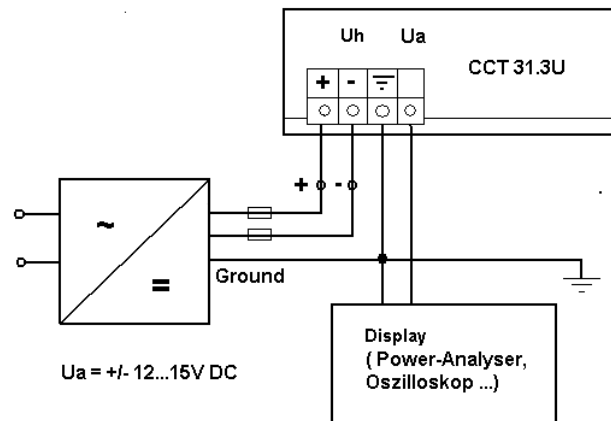 Uh Ua
CCT 31.3U
+ -
+ -
~
=
Ground
Display
( Power-Analyser,
Oszilloskop ...)
Ua = +/- 12...15V DC